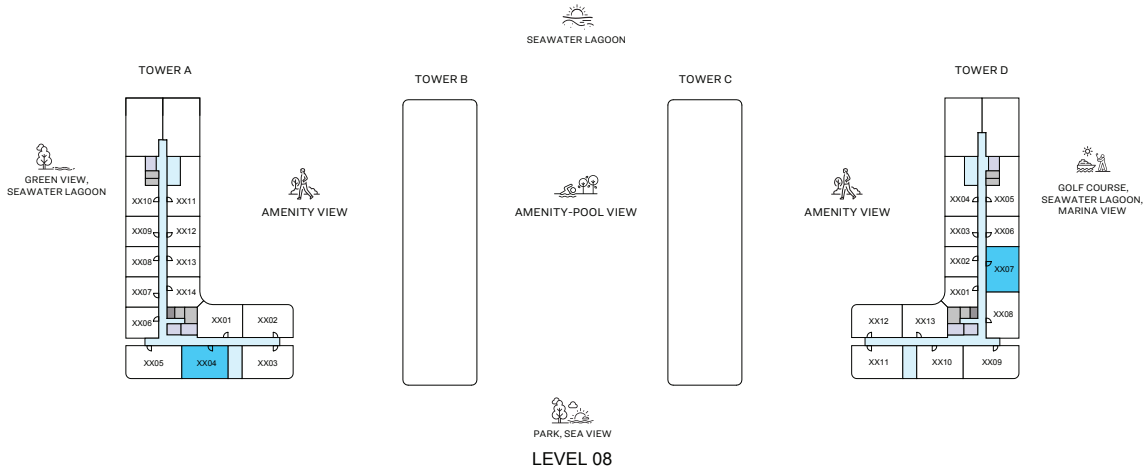 SEAWATER LAGOON
TOWER A
TOWER B
TOWER C
TOWER D
GREEN VIEW,
SEAWATER LAGOON
AMENITY VIEW
AMENITY-POOL VIEW
AMENITY VIEW
GOLF COURSE,
SEAWATER LAGOON,
MARINA VIEW
XX10 XX11
XX09 XX12
XX08 XX13
XX07 XX14
XX06 XX01 XX02
XX05 XX04 XX03
XX04 XX05
XX03 XX06
XX02 XX07
XX01
XX12 XX13 XX08
XX11 XX10 XX09
PARK, SEA VIEW
LEVEL 08